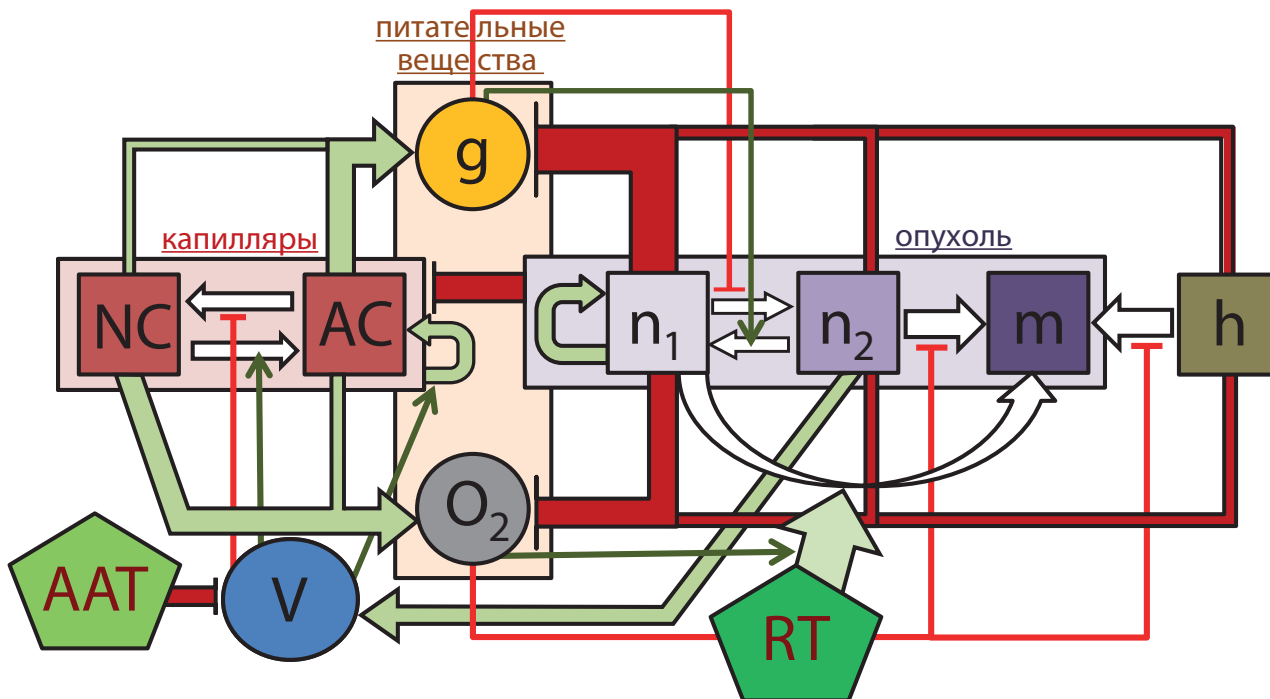 питательные
вещества
g
капилляры
опухоль
NC
AC
n₁
n₂
m
h
O₂
AAT
V
RT